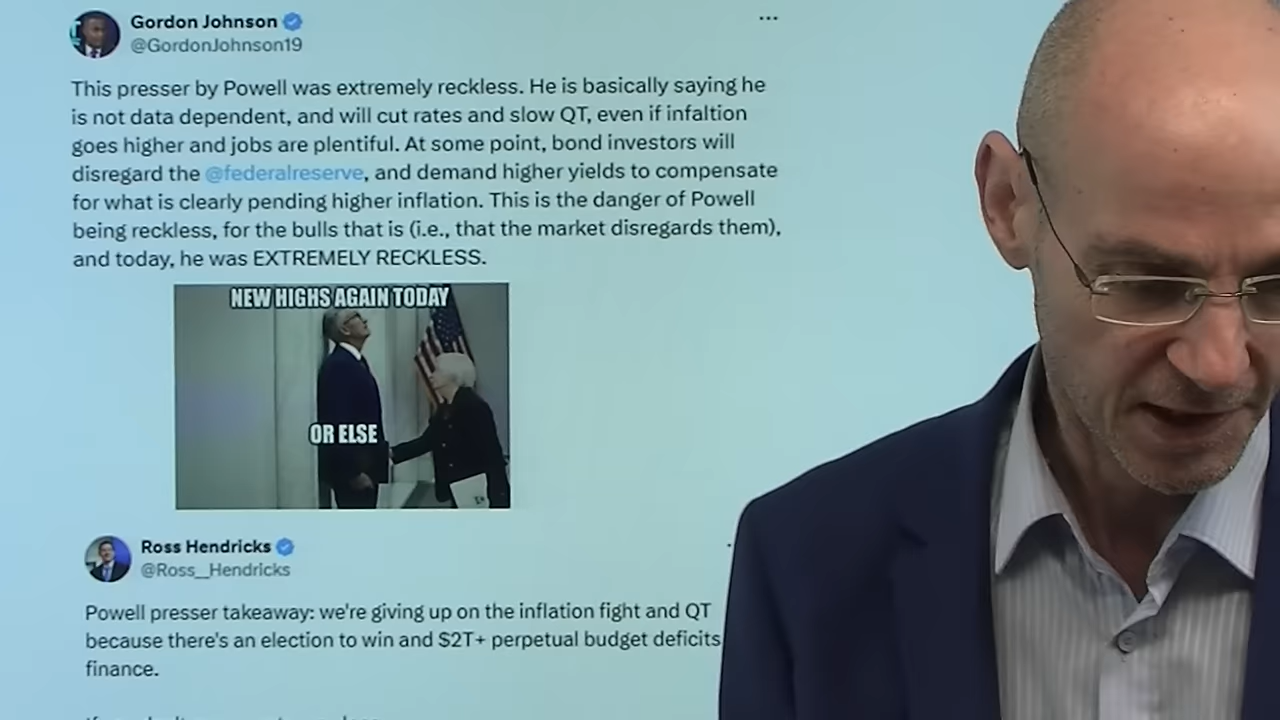 Gordon Johnson
@GordonJohnson19
This presser by Powell was extremely reckless. He is basically saying he
is not data dependent, and will cut rates and slow QT, even if infaltion
goes higher and jobs are plentiful. At some point, bond investors will
disregard the @federalreserve, and demand higher yields to compensate
for what is clearly pending higher inflation. This is the danger of Powell
being reckless, for the bulls that is (i.e., that the market disregards them),
and today, he was EXTREMELY RECKLESS.
NEW HIGHS AGAIN TODAY
OR ELSE
Ross Hendricks
@Ross__Hendricks
Powell presser takeaway: we're giving up on the inflation fight and QT
because there's an election to win and $2T+ perpetual budget deficits
finance.